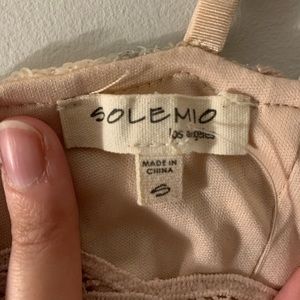 SOLEMIO
los angeles
MADE IN
CHINA
S